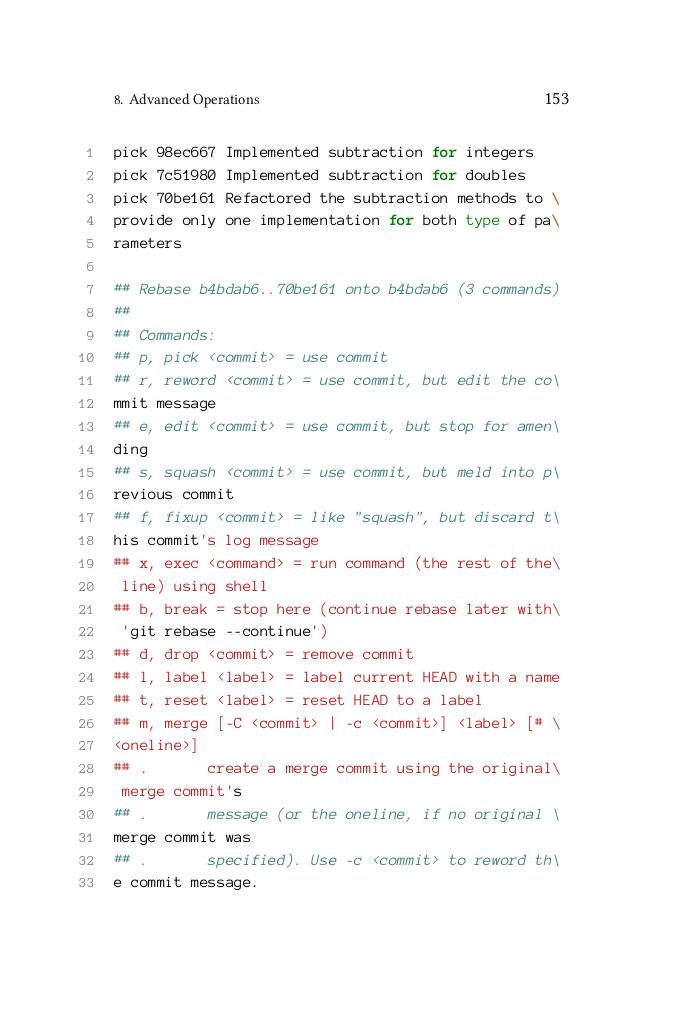 8. Advanced Operations 153
1 pick 98ec667 Implemented subtraction for integers
2 pick 7c51980 Implemented subtraction for doubles
3 pick 70be161 Refactored the subtraction methods to \
4 provide only one implementation for both type of pa\
5 rameters
6
7 ## Rebase b4bdab6..70be161 onto b4bdab6 (3 commands)
8 ##
9 ## Commands:
10 ## p, pick <commit> = use commit
11 ## r, reword <commit> = use commit, but edit the co\
12 mmit message
13 ## e, edit <commit> = use commit, but stop for amen\
14 ding
15 ## s, squash <commit> = use commit, but meld into p\
16 revious commit
17 ## f, fixup <commit> = like "squash", but discard t\
18 his commit's log message
19 ## x, exec <command> = run command (the rest of the\
20  line) using shell
21 ## b, break = stop here (continue rebase later with\
22  'git rebase --continue')
23 ## d, drop <commit> = remove commit
24 ## l, label <label> = label current HEAD with a name
25 ## t, reset <label> = reset HEAD to a label
26 ## m, merge [-C <commit> | -c <commit>] <label> [# \
27 <oneline>]
28 ## .       create a merge commit using the original\
29  merge commit's
30 ## .       message (or the oneline, if no original \
31 merge commit was
32 ## .       specified). Use -c <commit> to reword th\
33 e commit message.